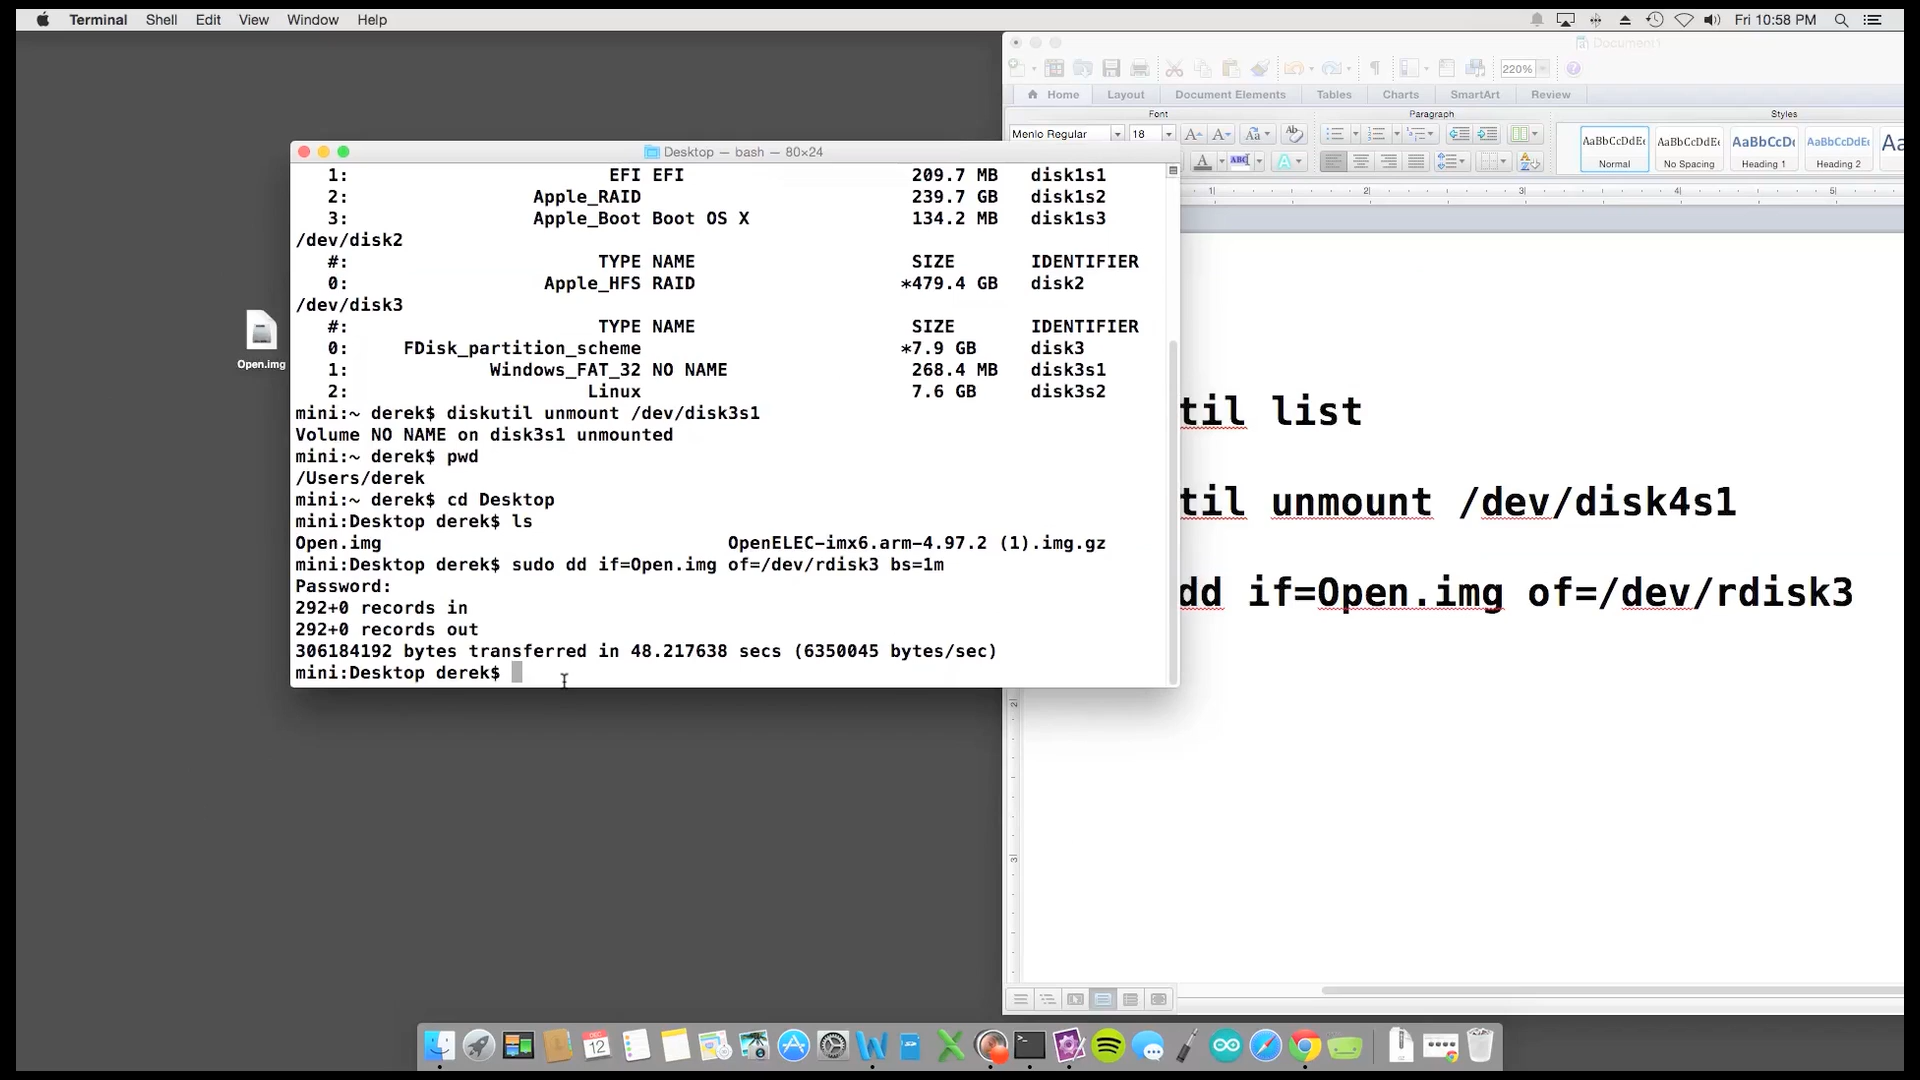 Terminal Shell Edit View Window Help
Fri 10:58 PM
Document1
220%
Home Layout Document Elements Tables Charts SmartArt Review
Font Paragraph Styles
Menlo Regular 18
AaBbCcDdEe AaBbCcDdEe AaBbCcDc AaBbCcDdEe
Normal No Spacing Heading 1 Heading 2
Open.img
Desktop — bash — 80×24
1: EFI EFI 209.7 MB disk1s1
2: Apple_RAID 239.7 GB disk1s2
3: Apple_Boot Boot OS X 134.2 MB disk1s3
/dev/disk2
#: TYPE NAME SIZE IDENTIFIER
0: Apple_HFS RAID *479.4 GB disk2
/dev/disk3
#: TYPE NAME SIZE IDENTIFIER
0: FDisk_partition_scheme *7.9 GB disk3
1: Windows_FAT_32 NO NAME 268.4 MB disk3s1
2: Linux 7.6 GB disk3s2
mini:~ derek$ diskutil unmount /dev/disk3s1
Volume NO NAME on disk3s1 unmounted
mini:~ derek$ pwd
/Users/derek
mini:~ derek$ cd Desktop
mini:Desktop derek$ ls
Open.img OpenELEC-imx6.arm-4.97.2 (1).img.gz
mini:Desktop derek$ sudo dd if=Open.img of=/dev/rdisk3 bs=1m
Password:
292+0 records in
292+0 records out
306184192 bytes transferred in 48.217638 secs (6350045 bytes/sec)
mini:Desktop derek$
til list
til unmount /dev/disk4s1
dd if=Open.img of=/dev/rdisk3